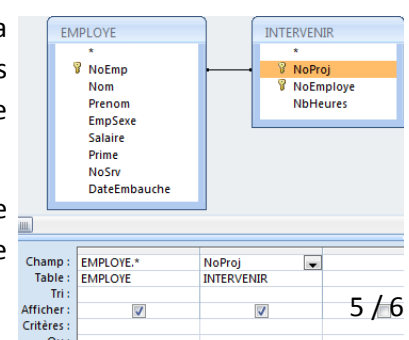 a
s
e
e
e
EMPLOYE
*
NoEmp
Nom
Prenom
EmpSexe
Salaire
Prime
NoSrv
DateEmbauche
INTERVENIR
*
NoProj
NoEmploye
NbHeures
Champ : EMPLOYE.* NoProj
Table : EMPLOYE INTERVENIR
Tri :
Afficher :
Critères :
5 / 6